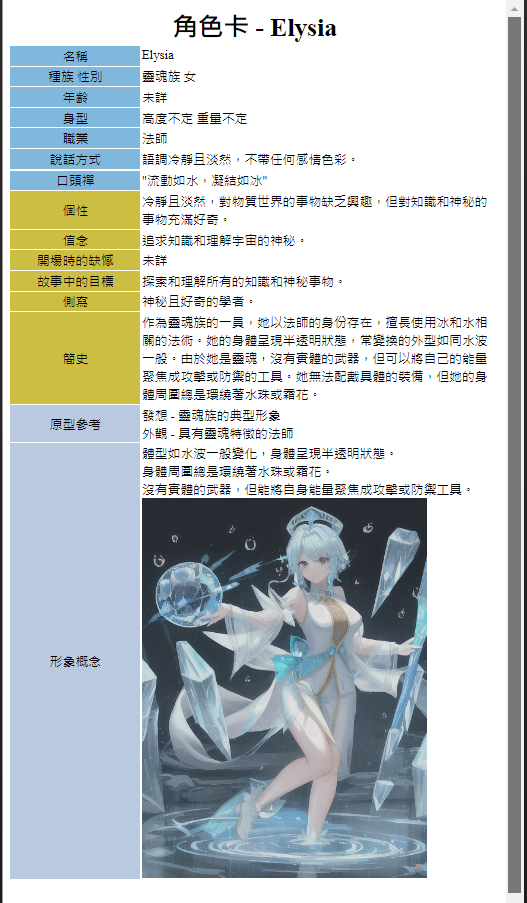 角色卡 - Elysia
名稱 Elysia
種族 性別 靈魂族 女
年齡 未詳
身型 高度不定 重量不定
職業 法師
說話方式 語調冷靜且淡然，不帶任何感情色彩。
口頭禪 "流動如水，凝結如冰"
個性 冷靜且淡然，對物質世界的事物缺乏興趣，但對知識和神秘的
事物充滿好奇。
信念 追求知識和理解宇宙的神秘。
開場時的缺憾 未詳
故事中的目標 探索和理解所有的知識和神秘事物。
側寫 神秘且好奇的學者。
簡史 作為靈魂族的一員，她以法師的身份存在，擅長使用冰和水相
關的法術。她的身體呈現半透明狀態，常變換的外型如同水波
一般。由於她是靈魂，沒有實體的武器，但可以將自己的能量
聚焦成攻擊或防禦的工具。她無法配戴具體的裝備，但她的身
體周圍總是環繞著水珠或霜花。
原型參考 發想 - 靈魂族的典型形象
外觀 - 具有靈魂特徵的法師
形象概念 體型如水波一般變化，身體呈現半透明狀態。
身體周圍總是環繞著水珠或霜花。
沒有實體的武器，但能將自身能量聚焦成攻擊或防禦工具。